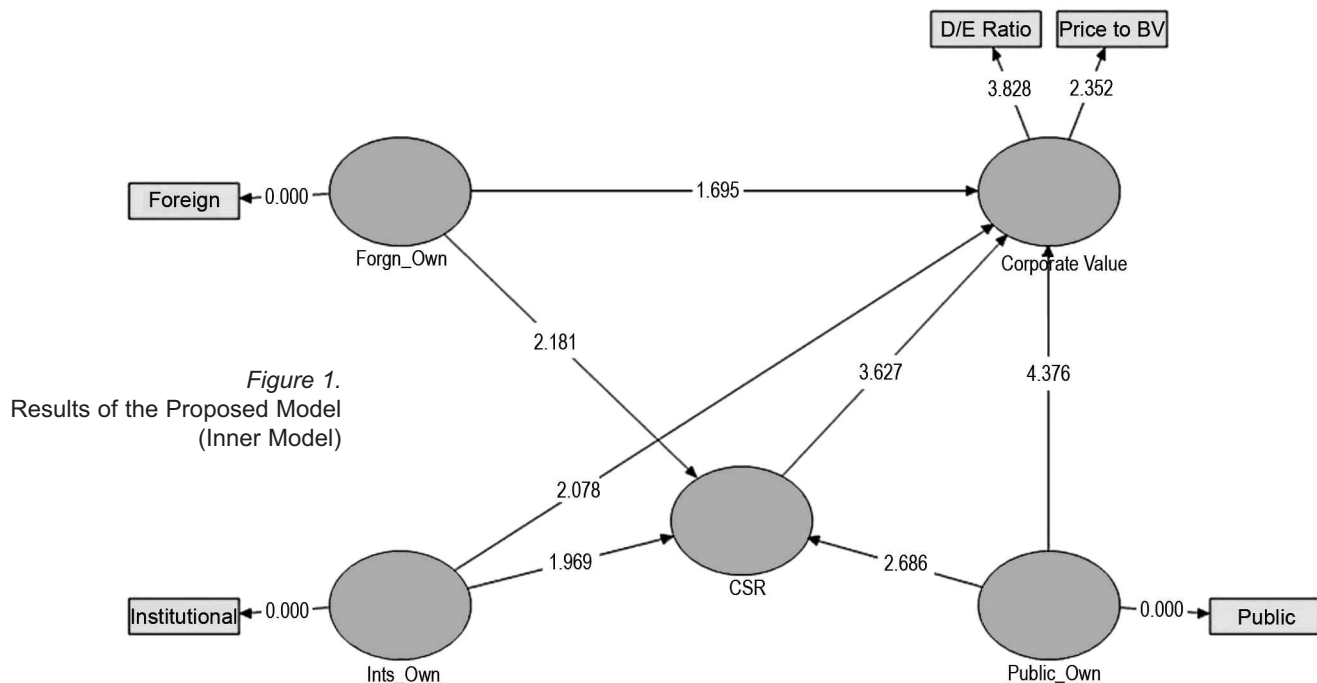 D/E Ratio
Price to BV
3.828
2.352
Foreign
0.000
Forgn_Own
1.695
Corporate Value
2.181
3.627
4.376
Figure 1.
Results of the Proposed Model
(Inner Model)
2.078
1.969
CSR
2.686
Institutional
0.000
Ints_Own
Public_Own
0.000
Public